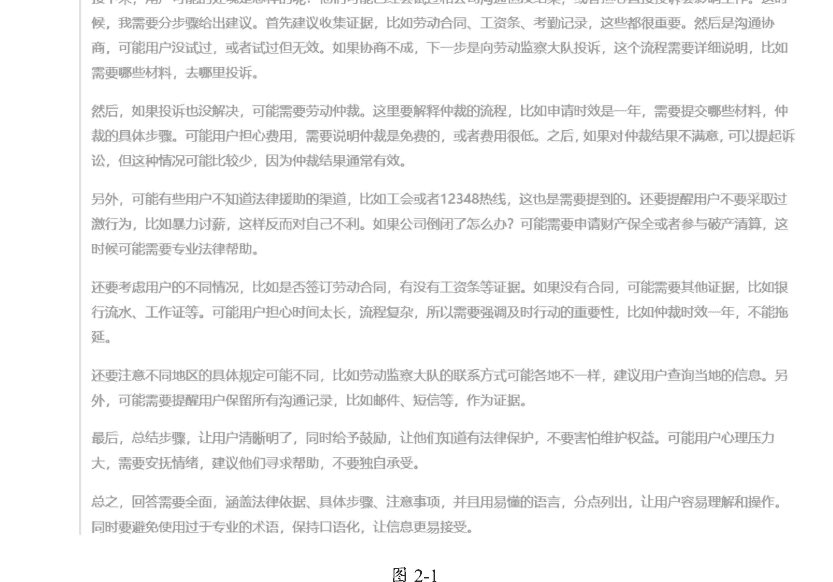 候，我需要分步骤给出建议。首先建议收集证据，比如劳动合同、工资条、考勤记录，这些都很重要。然后是沟通协
商，可能用户没试过，或者试过但无效。如果协商不成，下一步是向劳动监察大队投诉，这个流程需要详细说明，比如
需要哪些材料，去哪里投诉。
然后，如果投诉也没解决，可能需要劳动仲裁。这里要解释仲裁的流程，比如申请时效是一年，需要提交哪些材料，仲
裁的具体步骤。可能用户担心费用，需要说明仲裁是免费的，或者费用很低。之后，如果对仲裁结果不满意，可以提起诉
讼，但这种情况可能比较少，因为仲裁结果通常有效。
另外，可能有些用户不知道法律援助的渠道，比如工会或者12348热线，这也是需要提到的。还要提醒用户不要采取过
激行为，比如暴力讨薪，这样反而对自己不利。如果公司倒闭了怎么办？可能需要申请财产保全或者参与破产清算，这
时候可能需要专业法律帮助。
还要考虑用户的不同情况，比如是否签订劳动合同，有没有工资条等证据。如果没有合同，可能需要其他证据，比如银
行流水、工作证等。可能用户担心时间太长，流程复杂，所以需要强调及时行动的重要性，比如仲裁时效一年，不能拖
延。
还要注意不同地区的具体规定可能不同，比如劳动监察大队的联系方式可能各地不一样，建议用户查询当地的信息。另
外，可能需要提醒用户保留所有沟通记录，比如邮件、短信等，作为证据。
最后，总结步骤，让用户清晰明了，同时给予鼓励，让他们知道有法律保护，不要害怕维护权益。可能用户心理压力
大，需要安抚情绪，建议他们寻求帮助，不要独自承受。
总之，回答需要全面，涵盖法律依据、具体步骤、注意事项，并且用易懂的语言，分点列出，让用户容易理解和操作。
同时要避免使用过于专业的术语，保持口语化，让信息更易接受。
图 2-1